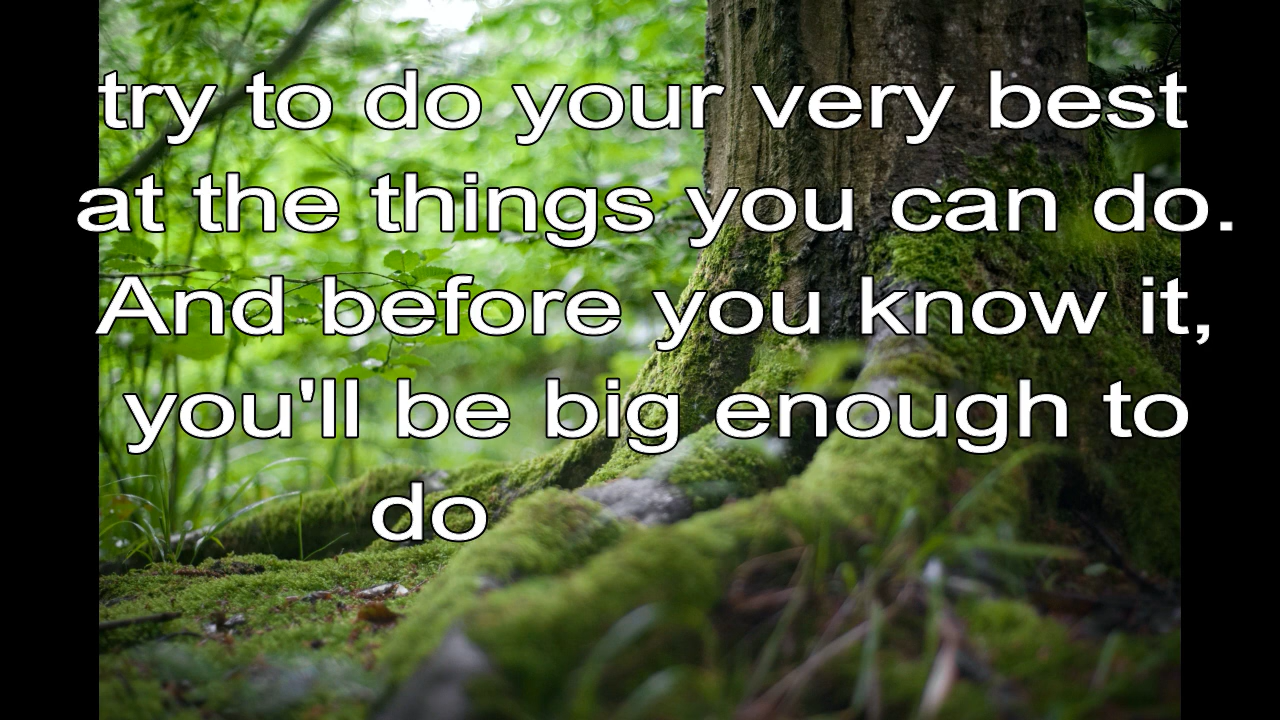 try to do your very best
at the things you can do.
And before you know it,
you'll be big enough to
do